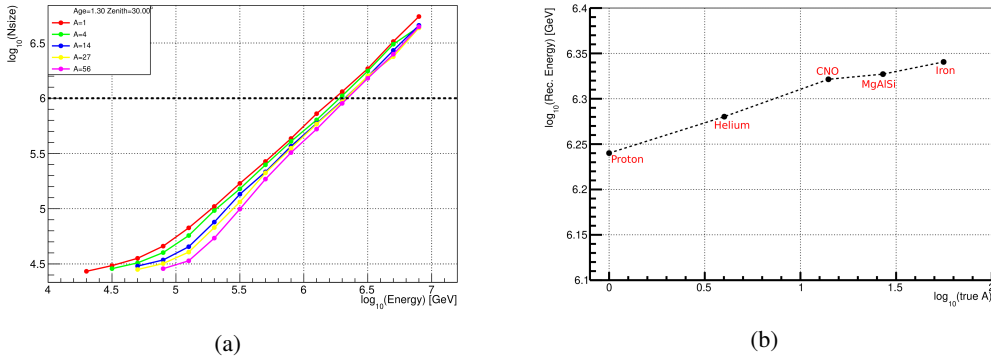 Age=1.30 Zenith=30.00°
A=1
A=4
A=14
A=27
A=56
log10(Nsize)
6.5
6
5.5
5
4.5
4 4.5 5 5.5 6 6.5 7
log10(Energy) [GeV]
(a)
log10(Rec. Energy) [GeV]
6.4
6.35
6.3
6.25
6.2
6.15
6.1
Proton
Helium
CNO
MgAlSi
Iron
0 0.5 1 1.5 2
log10(true A)
(b)